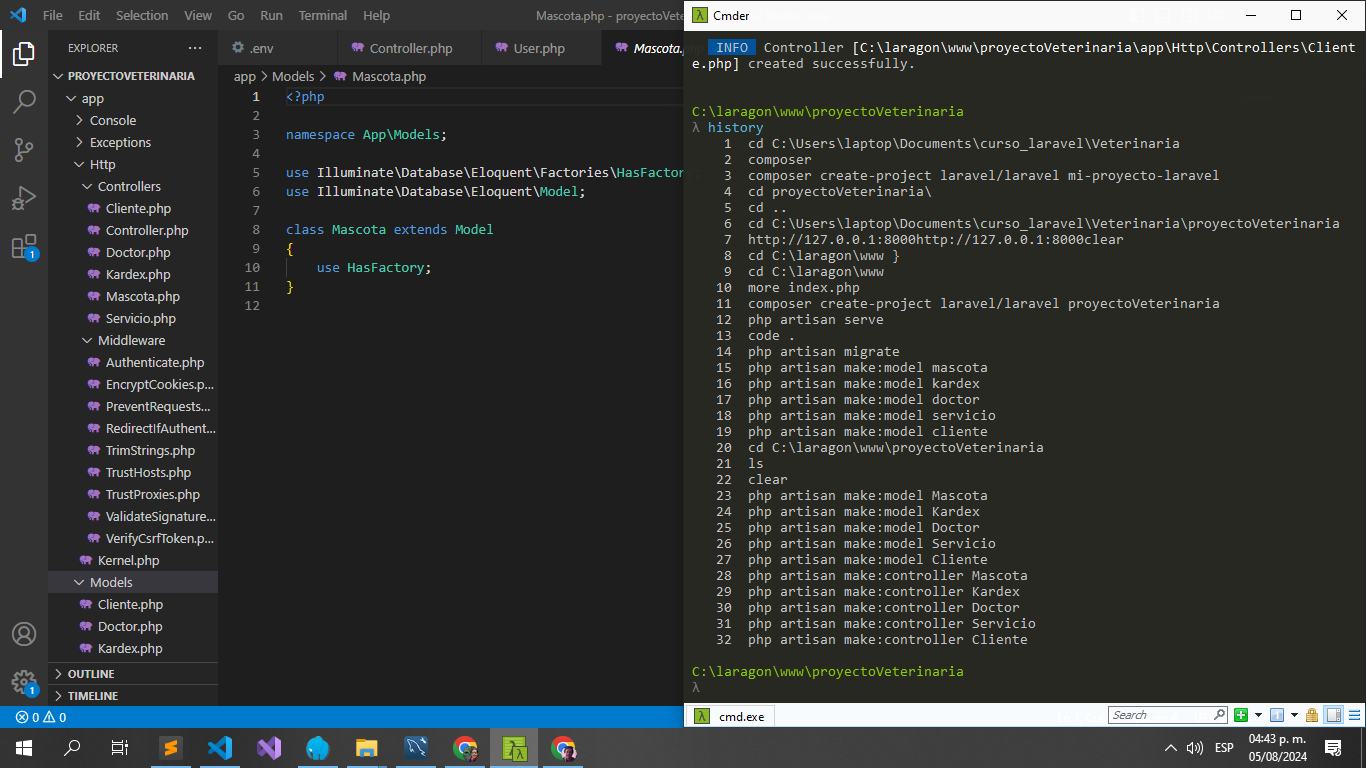 File Edit Selection View Go Run Terminal Help
Mascota.php - proyectoVeterinaria
EXPLORER
PROYECTOVETERINARIA
app
Console
Exceptions
Http
Controllers
Cliente.php
Controller.php
Doctor.php
Kardex.php
Mascota.php
Servicio.php
Middleware
Authenticate.php
EncryptCookies.p...
PreventRequests...
RedirectIfAuthent...
TrimStrings.php
TrustHosts.php
TrustProxies.php
ValidateSignature...
VerifyCsrfToken.p...
Kernel.php
Models
Cliente.php
Doctor.php
Kardex.php
OUTLINE
TIMELINE
1
1
0 0
.env Controller.php User.php Mascota.p
app > Models > Mascota.php
1 <?php
2
3 namespace App\Models;
4
5 use Illuminate\Database\Eloquent\Factories\HasFactor
6 use Illuminate\Database\Eloquent\Model;
7
8 class Mascota extends Model
9 {
10 use HasFactory;
11 }
12
Cmder
INFO Controller [C:\laragon\www\proyectoVeterinaria\app\Http\Controllers\Client
e.php] created successfully.
C:\laragon\www\proyectoVeterinaria
λ history
1 cd C:\Users\laptop\Documents\curso_laravel\Veterinaria
2 composer
3 composer create-project laravel/laravel mi-proyecto-laravel
4 cd proyectoVeterinaria\
5 cd ..
6 cd C:\Users\laptop\Documents\curso_laravel\Veterinaria\proyectoVeterinaria
7 http://127.0.0.1:8000http://127.0.0.1:8000clear
8 cd C:\laragon\www }
9 cd C:\laragon\www
10 more index.php
11 composer create-project laravel/laravel proyectoVeterinaria
12 php artisan serve
13 code .
14 php artisan migrate
15 php artisan make:model mascota
16 php artisan make:model kardex
17 php artisan make:model doctor
18 php artisan make:model servicio
19 php artisan make:model cliente
20 cd C:\laragon\www\proyectoVeterinaria
21 ls
22 clear
23 php artisan make:model Mascota
24 php artisan make:model Kardex
25 php artisan make:model Doctor
26 php artisan make:model Servicio
27 php artisan make:model Cliente
28 php artisan make:controller Mascota
29 php artisan make:controller Kardex
30 php artisan make:controller Doctor
31 php artisan make:controller Servicio
32 php artisan make:controller Cliente
C:\laragon\www\proyectoVeterinaria
λ
cmd.exe
Search
ESP
04:43 p. m.
05/08/2024